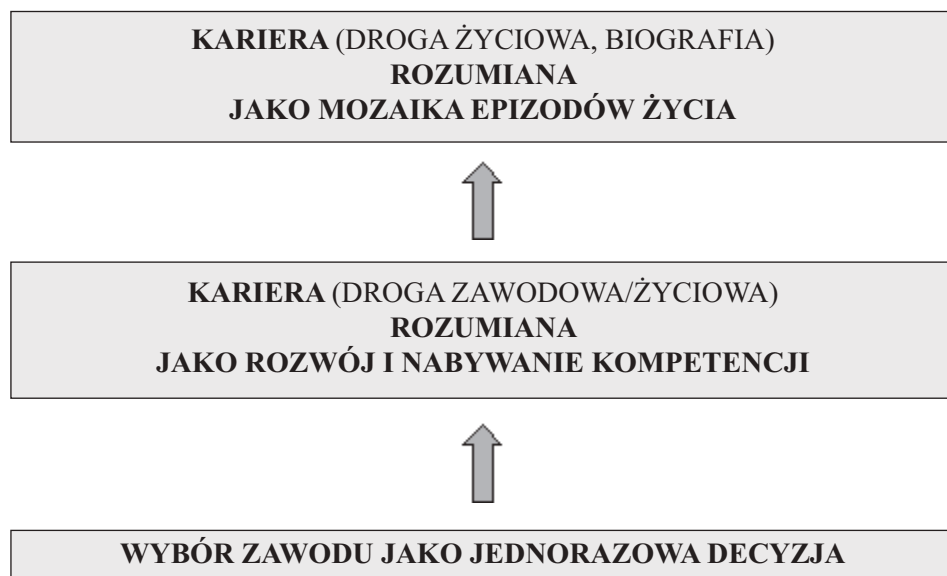 KARIERA (DROGA ŻYCIOWA, BIOGRAFIA)
ROZUMIANA
JAKO MOZAIKA EPIZODÓW ŻYCIA
KARIERA (DROGA ZAWODOWA/ŻYCIOWA)
ROZUMIANA
JAKO ROZWÓJ I NABYWANIE KOMPETENCJI
WYBÓR ZAWODU JAKO JEDNORAZOWA DECYZJA